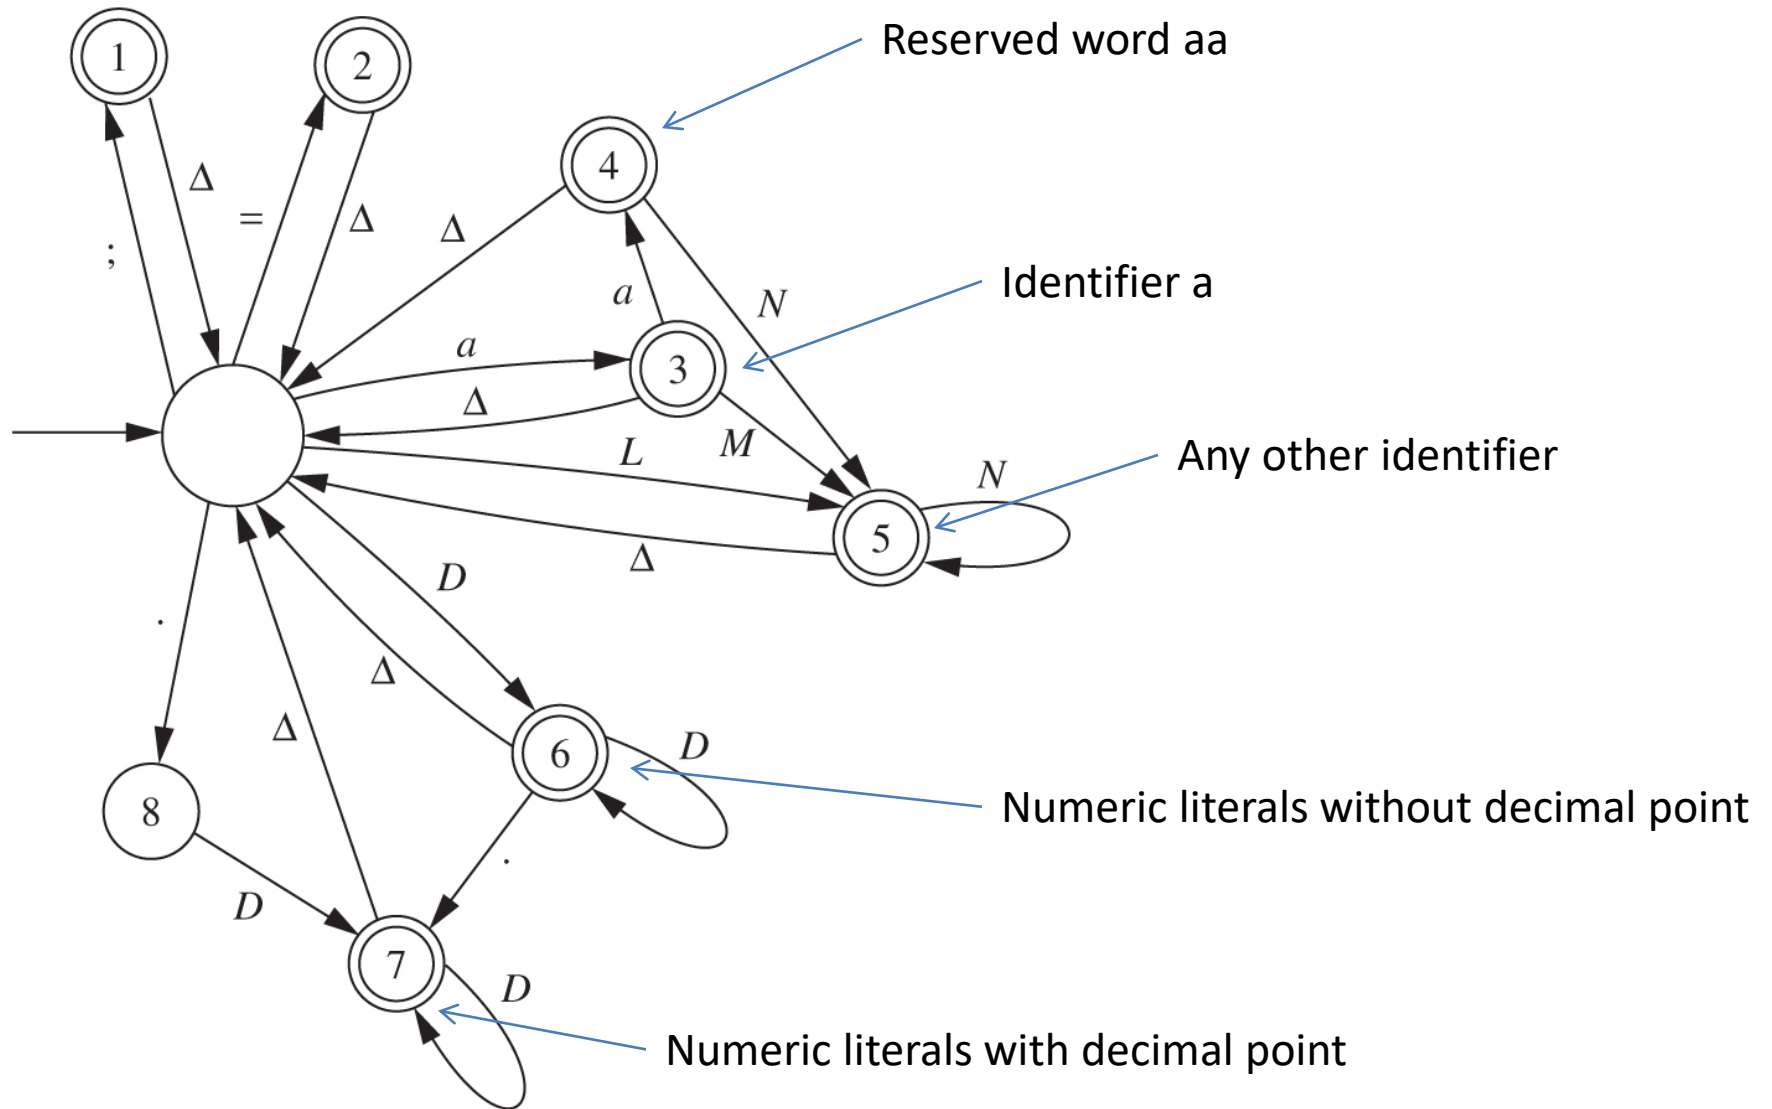 1
2
Reserved word aa
4
Δ
=
Δ
Δ
;
a
N
Identifier a
a
3
Δ
L
M
Any other identifier
N
5
Δ
D
.
Δ
Δ
6
D
Numeric literals without decimal point
8
.
D
7
D
Numeric literals with decimal point